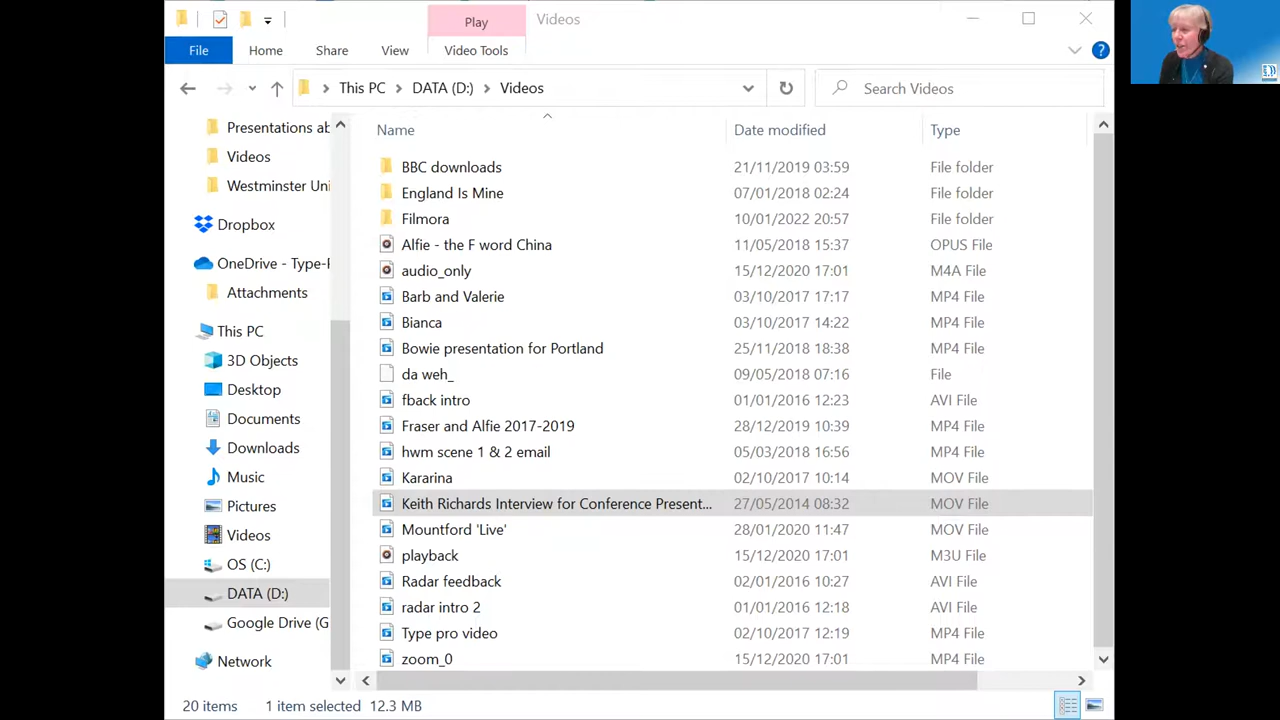 Play
Videos
File
Home
Share
View
Video Tools
?
This PC
DATA (D:)
Videos
Search Videos
Presentations ab
Videos
Westminster Uni
Dropbox
OneDrive - Type-F
Attachments
This PC
3D Objects
Desktop
Documents
Downloads
Music
Pictures
Videos
OS (C:)
DATA (D:)
Google Drive (G
Network
Name Date modified Type
BBC downloads 21/11/2019 03:59 File folder
England Is Mine 07/01/2018 02:24 File folder
Filmora 10/01/2022 20:57 File folder
Alfie - the F word China 11/05/2018 15:37 OPUS File
audio_only 15/12/2020 17:01 M4A File
Barb and Valerie 03/10/2017 17:17 MP4 File
Bianca 03/10/2017 14:22 MP4 File
Bowie presentation for Portland 25/11/2018 18:38 MP4 File
da weh_ 09/05/2018 07:16 File
fback intro 01/01/2016 12:23 AVI File
Fraser and Alfie 2017-2019 28/12/2019 10:39 MP4 File
hwm scene 1 & 2 email 05/03/2018 16:56 MP4 File
Kararina 02/10/2017 10:14 MOV File
Keith Richards Interview for Conference Present... 27/05/2014 08:32 MOV File
Mountford 'Live' 28/01/2020 11:47 MOV File
playback 15/12/2020 17:01 M3U File
Radar feedback 02/01/2016 10:27 AVI File
radar intro 2 01/01/2016 12:18 AVI File
Type pro video 02/10/2017 12:19 MP4 File
zoom_0 15/12/2020 17:01 MP4 File
20 items 1 item selected 12.3 MB